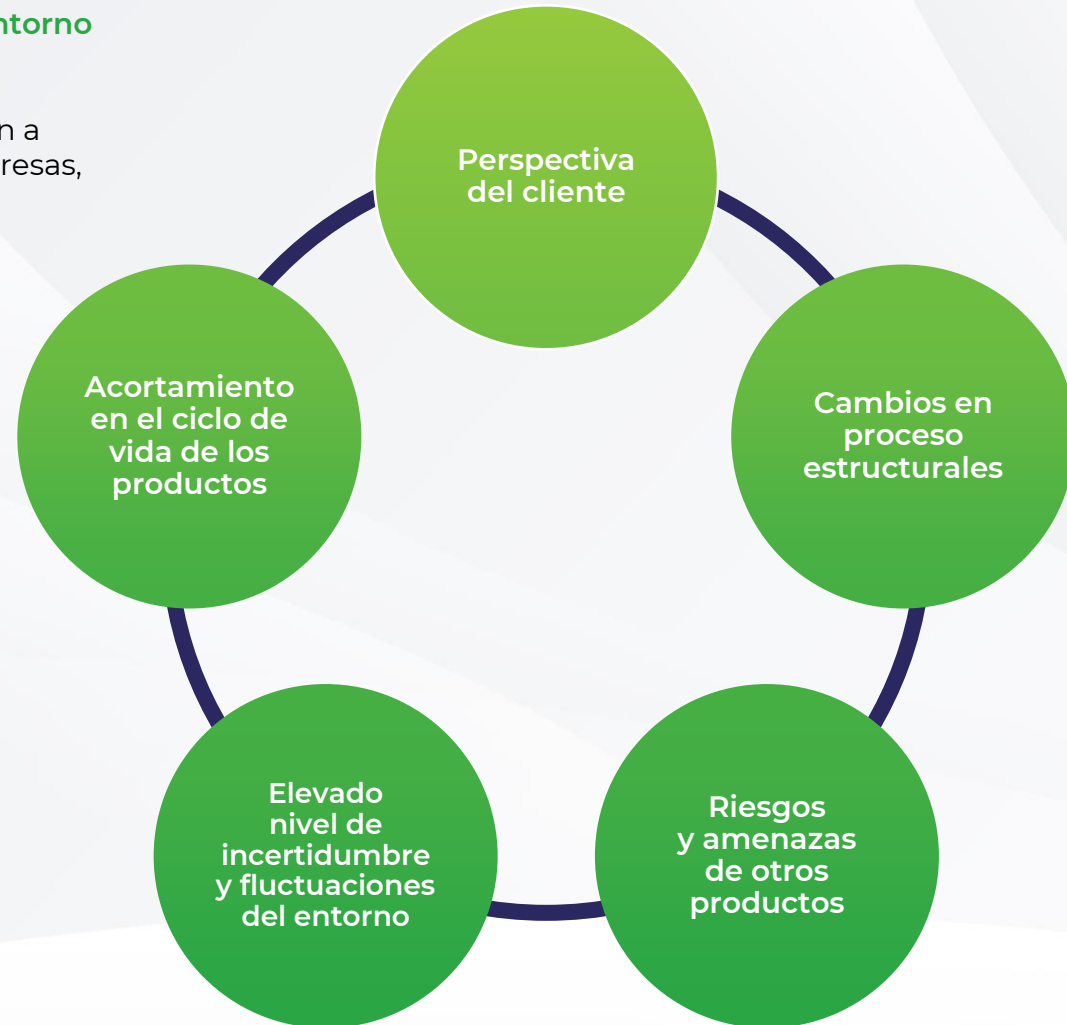 ntorno
n a
resas,
Perspectiva
del cliente
Cambios en
proceso
estructurales
Riesgos
y amenazas
de otros
productos
Elevado
nivel de
incertidumbre
y fluctuaciones
del entorno
Acortamiento
en el ciclo de
vida de los
productos